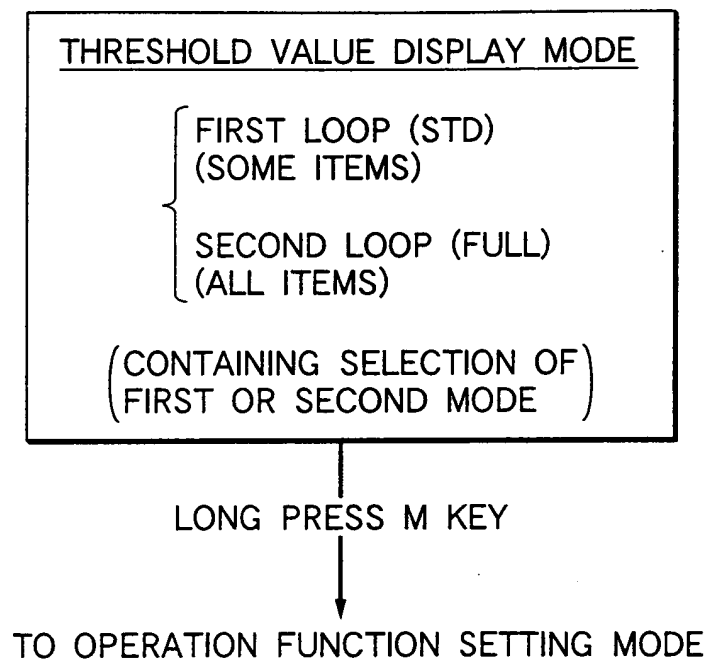 THRESHOLD VALUE DISPLAY MODE
FIRST LOOP (STD)
(SOME ITEMS)
SECOND LOOP (FULL)
(ALL ITEMS)
(CONTAINING SELECTION OF
FIRST OR SECOND MODE)
LONG PRESS M KEY
TO OPERATION FUNCTION SETTING MODE